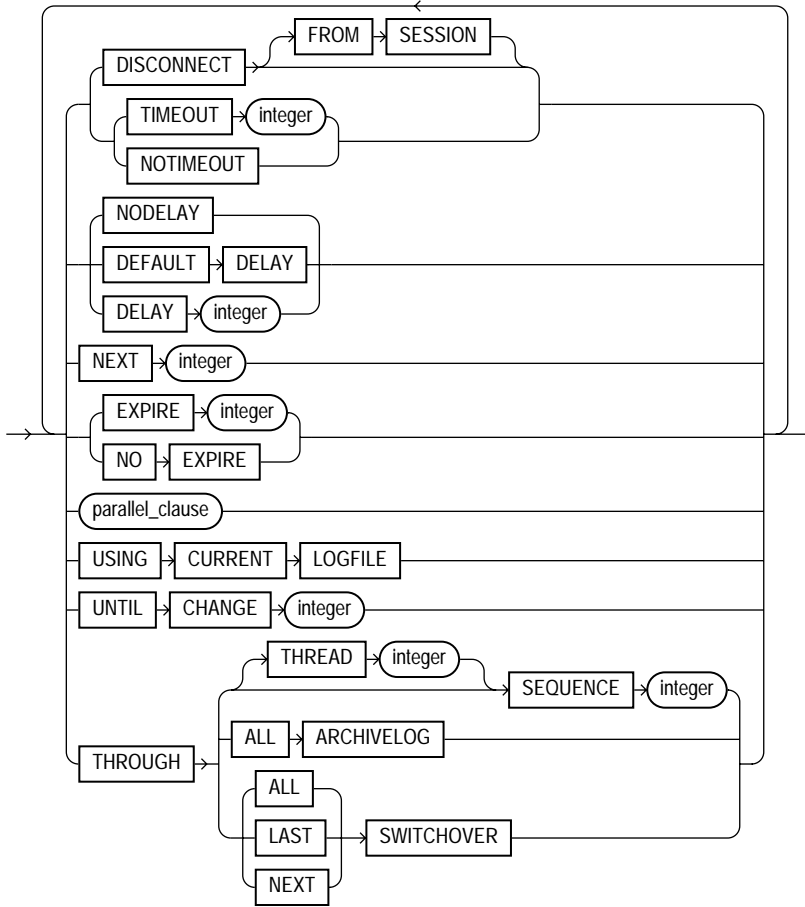 FROM SESSION
DISCONNECT
TIMEOUT integer
NOTIMEOUT
NODELAY
DEFAULT DELAY
DELAY integer
NEXT integer
EXPIRE integer
NO EXPIRE
parallel_clause
USING CURRENT LOGFILE
UNTIL CHANGE integer
THREAD integer
SEQUENCE integer
ALL ARCHIVELOG
THROUGH
ALL
LAST SWITCHOVER
NEXT